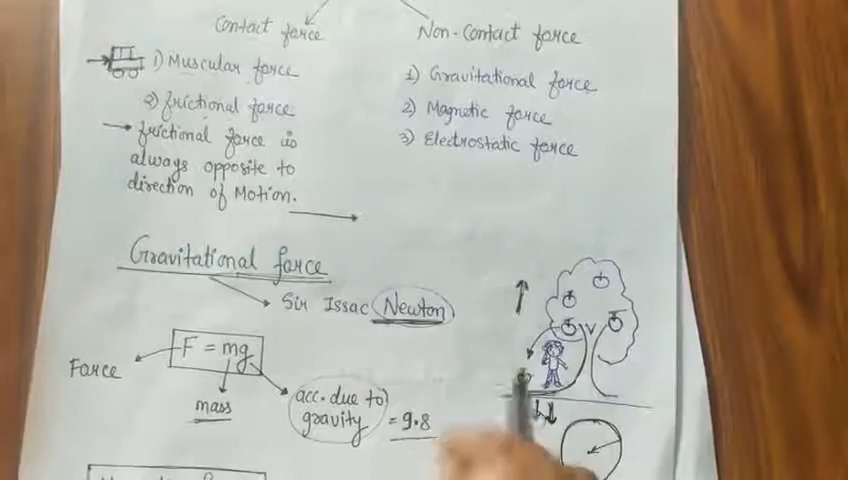 Contact force
1) Muscular force
2) frictional force
frictional force is
always opposite to
direction of Motion.
Non-Contact force
1) Gravitational force
2) Magnetic force
3) Electrostatic force
Gravitational force
Sir Issac Newton
F = mg
Force
mass
acc. due to
gravity = 9.8